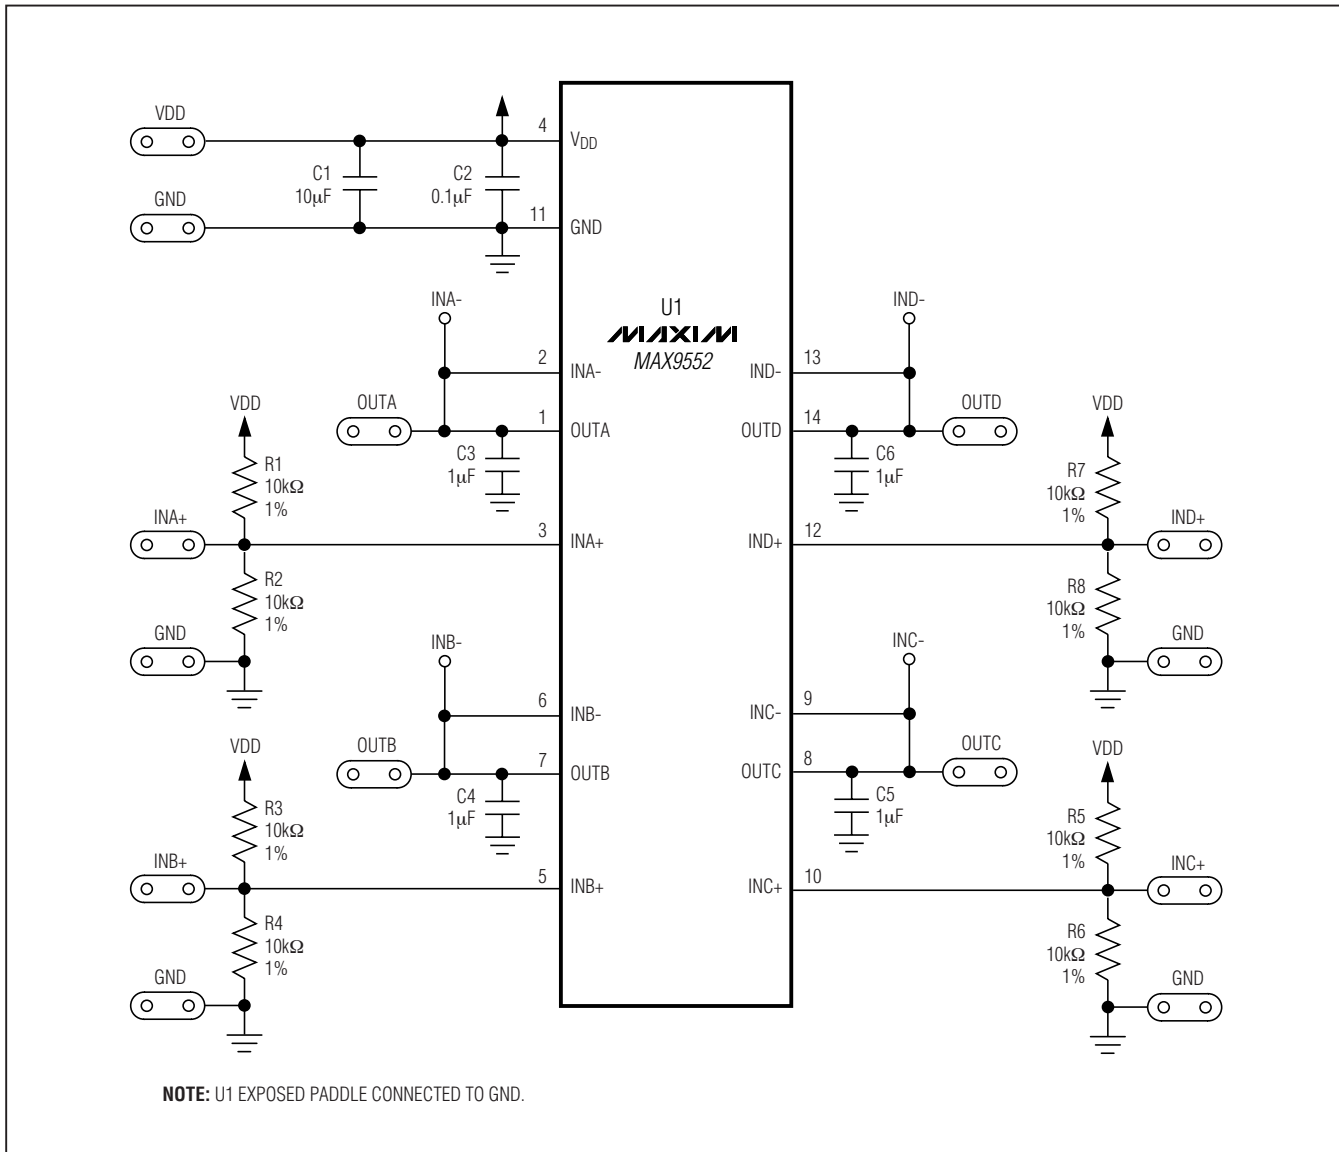 VDD
4
VDD
C1
10µF
C2
0.1µF
GND
11
GND
INA-
IND-
U1
MAXIM
MAX9552
2
INA-
IND-
13
OUTA
1
OUTA
OUTD
14
OUTD
C3
1µF
C6
1µF
VDD
R1
10kΩ
1%
VDD
R7
10kΩ
1%
INA+
3
INA+
IND+
12
IND+
R2
10kΩ
1%
R8
10kΩ
1%
GND
GND
INB-
INC-
6
INB-
INC-
9
OUTB
7
OUTB
OUTC
8
OUTC
C4
1µF
C5
1µF
VDD
R3
10kΩ
1%
VDD
R5
10kΩ
1%
INB+
5
INB+
INC+
10
INC+
R4
10kΩ
1%
R6
10kΩ
1%
GND
GND
NOTE: U1 EXPOSED PADDLE CONNECTED TO GND.